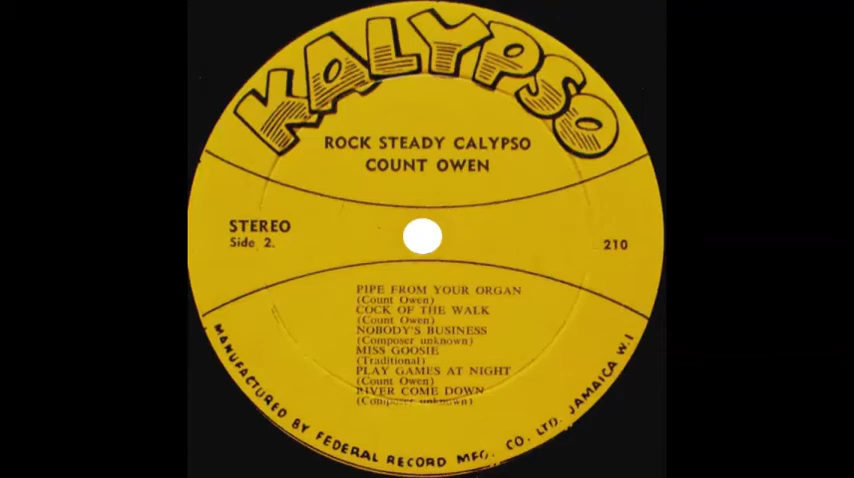 KALYPSO
ROCK STEADY CALYPSO
COUNT OWEN
STEREO
Side 2.
210
PIPE FROM YOUR ORGAN
(Count Owen)
COCK OF THE WALK
(Count Owen)
NOBODY'S BUSINESS
(Composer unknown)
MISS GOOSIE
(Traditional)
PLAY GAMES AT NIGHT
(Count Owen)
RIVER COME DOWN
(Composer unknown)
MANUFACTURED BY FEDERAL RECORD MFG. CO. LTD. JAMAICA W.I